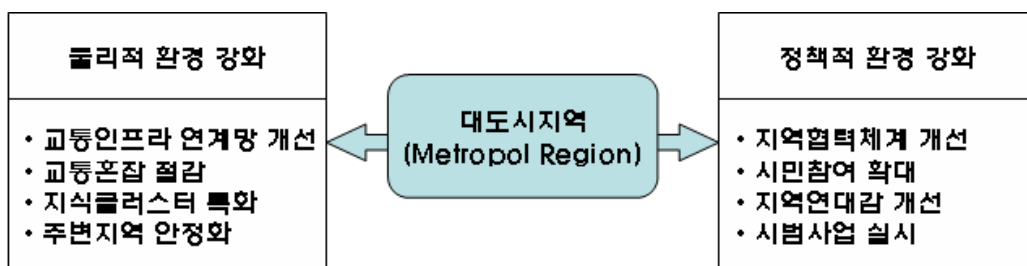 물리적 환경 강화
• 교통인프라 연계망 개선
• 교통혼잡 절감
• 지식클러스터 특화
• 주변지역 안정화
대도시지역
(Metropol Region)
정책적 환경 강화
• 지역협력체계 개선
• 시민참여 확대
• 지역연대감 개선
• 시범사업 실시